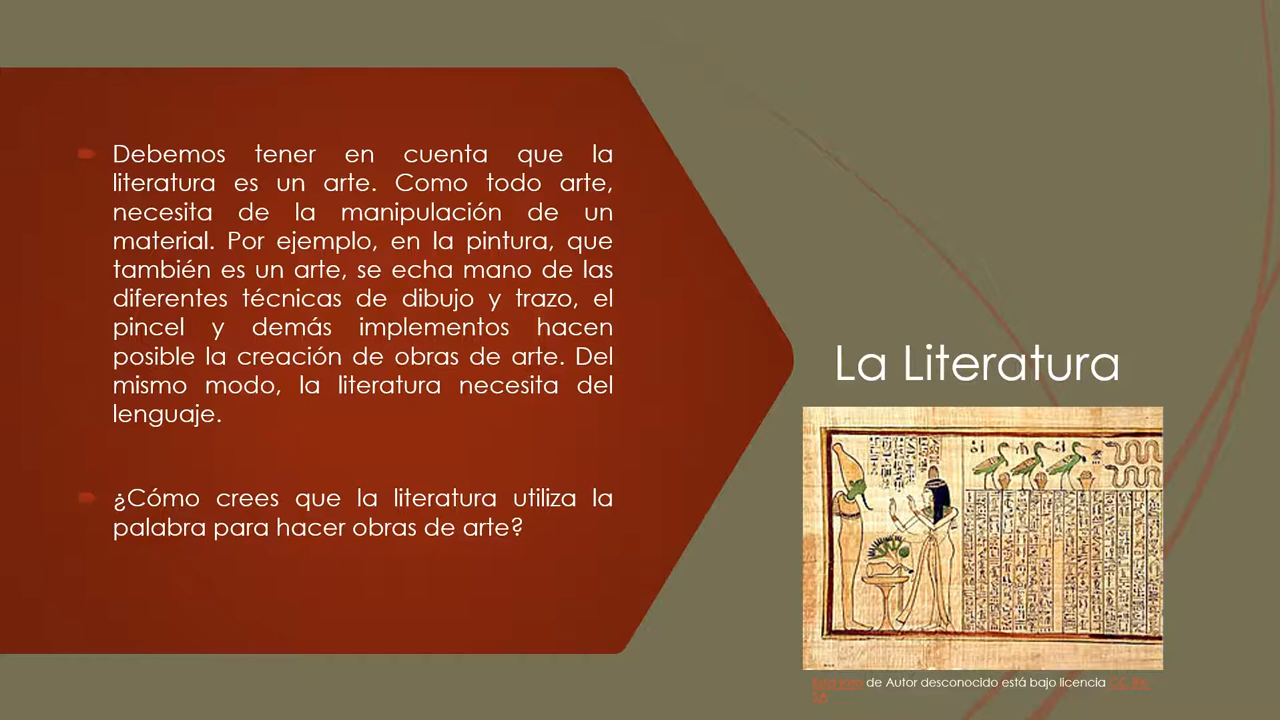 Debemos tener en cuenta que la
literatura es un arte. Como todo arte,
necesita de la manipulación de un
material. Por ejemplo, en la pintura, que
también es un arte, se echa mano de las
diferentes técnicas de dibujo y trazo, el
pincel y demás implementos hacen
posible la creación de obras de arte. Del
mismo modo, la literatura necesita del
lenguaje.
¿Cómo crees que la literatura utiliza la
palabra para hacer obras de arte?
La Literatura
de Autor desconocido está bajo licencia